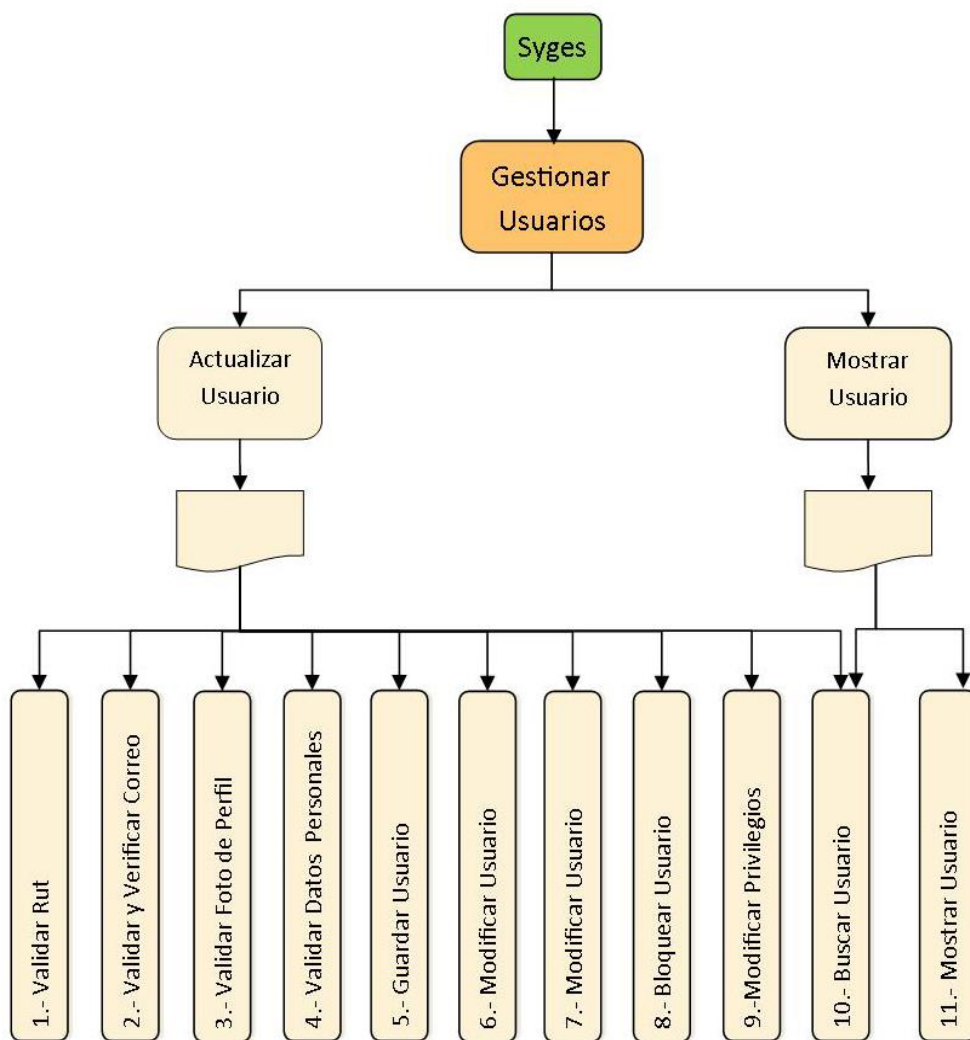 Syges
Gestionar
Usuarios
Actualizar
Usuario
Mostrar
Usuario
1.- Validar Rut
2.- Validar y Verificar Correo
3.- Validar Foto de Perfil
4.- Validar Datos Personales
5.- Guardar Usuario
6.- Modificar Usuario
7.- Modificar Usuario
8.- Bloquear Usuario
9.-Modificar Privilegios
10.- Buscar Usuario
11.- Mostrar Usuario